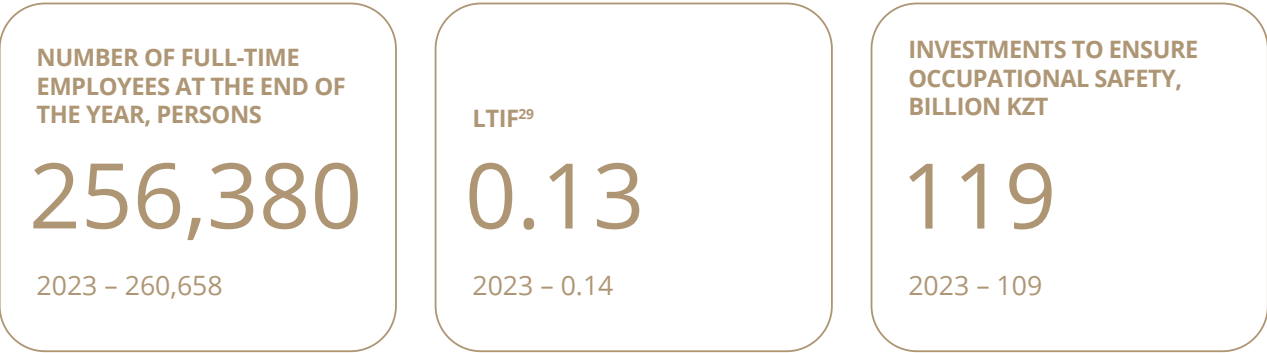 NUMBER OF FULL-TIME
EMPLOYEES AT THE END OF
THE YEAR, PERSONS
256,380
2023 – 260,658
LTIF²⁹
0.13
2023 – 0.14
INVESTMENTS TO ENSURE
OCCUPATIONAL SAFETY,
BILLION KZT
119
2023 – 109